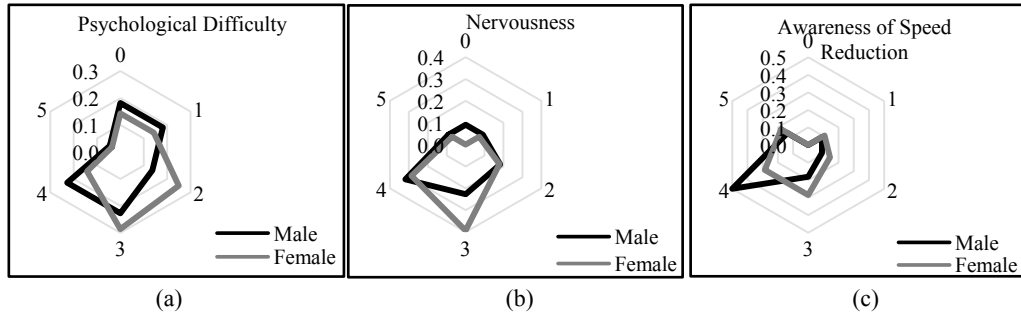 Psychological Difficulty
0
0.3
0.2
0.1
0.0
1
2
3
4
5
Male
Female
(a)
Nervousness
0
0.4
0.3
0.2
0.1
0.0
1
2
3
4
5
Male
Female
(b)
Awareness of Speed
Reduction
0
0.5
0.4
0.3
0.2
0.1
0.0
1
2
3
4
5
Male
Female
(c)